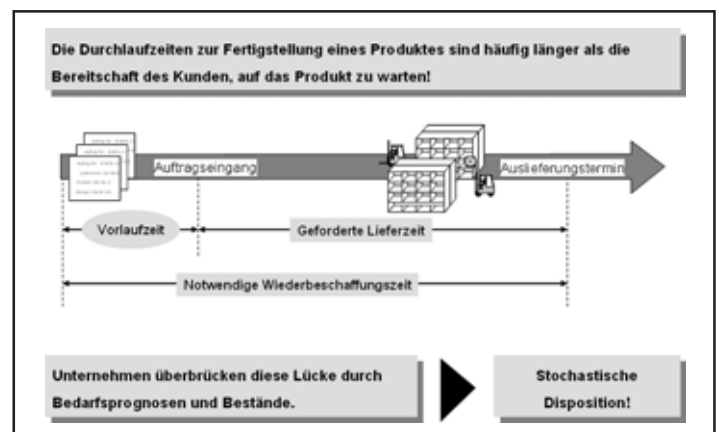 Die Durchlaufzeiten zur Fertigstellung eines Produktes sind häufig länger als die
Bereitschaft des Kunden, auf das Produkt zu warten!
Auftragseingang
Auslieferungstermin
Vorlaufzeit
Geforderte Lieferzeit
Notwendige Wiederbeschaffungszeit
Unternehmen überbrücken diese Lücke durch
Bedarfsprognosen und Bestände.
Stochastische
Disposition!